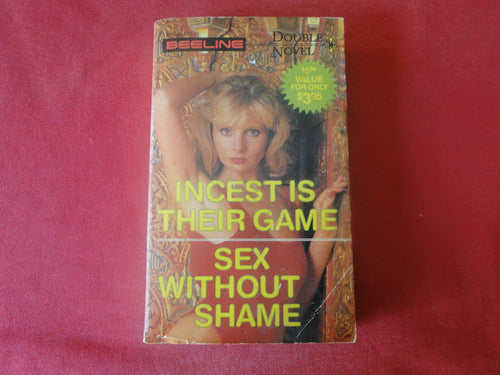 BEELINE
DOUBLE
NOVEL
VALUE
FOR ONLY
$3.95
INCEST IS
THEIR GAME
SEX
WITHOUT
SHAME